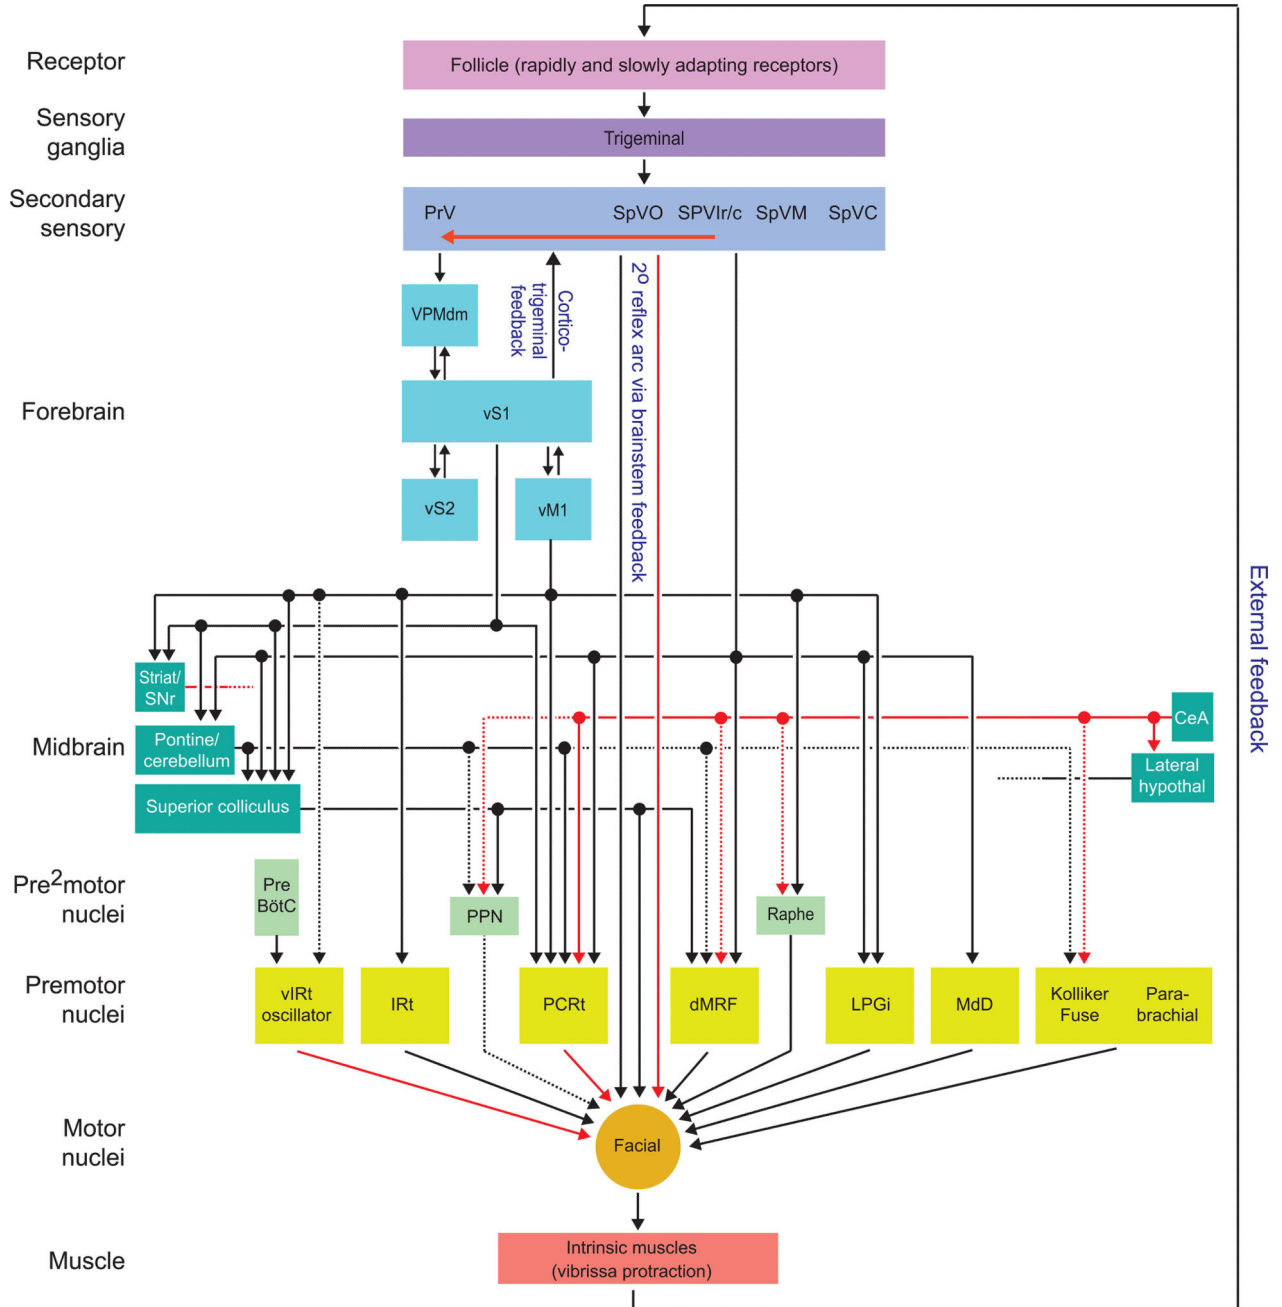 Receptor
Follicle (rapidly and slowly adapting receptors)
Sensory
ganglia
Trigeminal
Secondary
sensory
PrV
SpVO
SPVIr/c
SpVM
SpVC
VPMdm
Cortico-
trigeminal
feedback
2º reflex arc via brainstem feedback
Forebrain
vS1
vS2
vM1
External feedback
Midbrain
Striat/
SNr
Pontine/
cerebellum
Superior colliculus
CeA
Lateral
hypothal
Pre2motor
nuclei
Pre
BötC
PPN
Raphe
Premotor
nuclei
vIRt
oscillator
IRt
PCRt
dMRF
LPGi
MdD
Kolliker
Fuse
Para-
brachial
Motor
nuclei
Facial
Muscle
Intrinsic muscles
(vibrissa protraction)